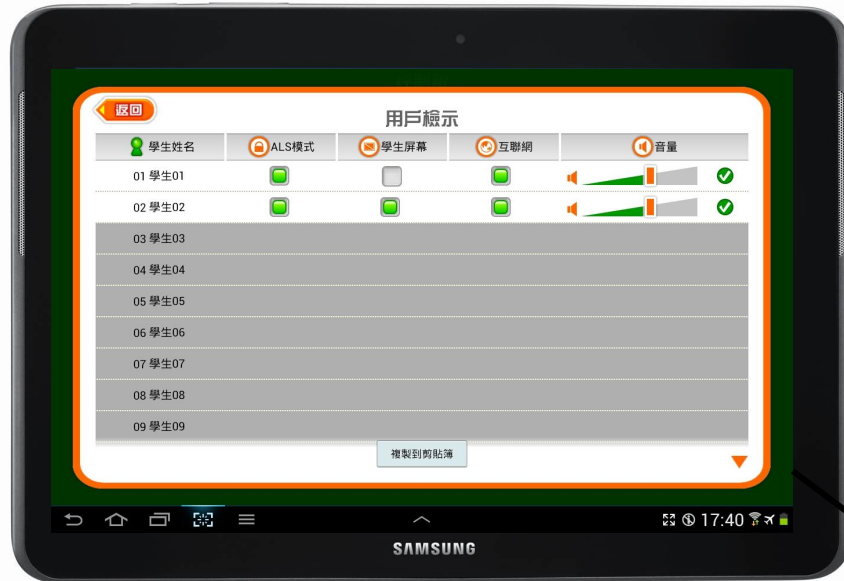 返回
用戶檢示
學生姓名 ALS模式 學生屏幕 互聯網 音量
01 學生01
02 學生02
03 學生03
04 學生04
05 學生05
06 學生06
07 學生07
08 學生08
09 學生09
複製到剪貼簿
17:40
SAMSUNG